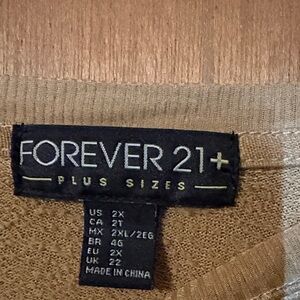 FOREVER 21+
PLUS SIZES
US 2X
CA 2T
MX 2XL/2EG
BR 46
EU 2X
UK 22
MADE IN CHINA